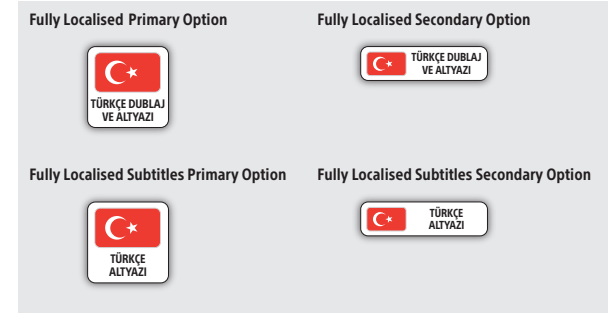 Fully Localised Primary Option
Fully Localised Secondary Option
TÜRKÇE DUBLAJ
VE ALTYAZI
TÜRKÇE DUBLAJ
VE ALTYAZI
Fully Localised Subtitles Primary Option
Fully Localised Subtitles Secondary Option
TÜRKÇE
ALTYAZI
TÜRKÇE
ALTYAZI